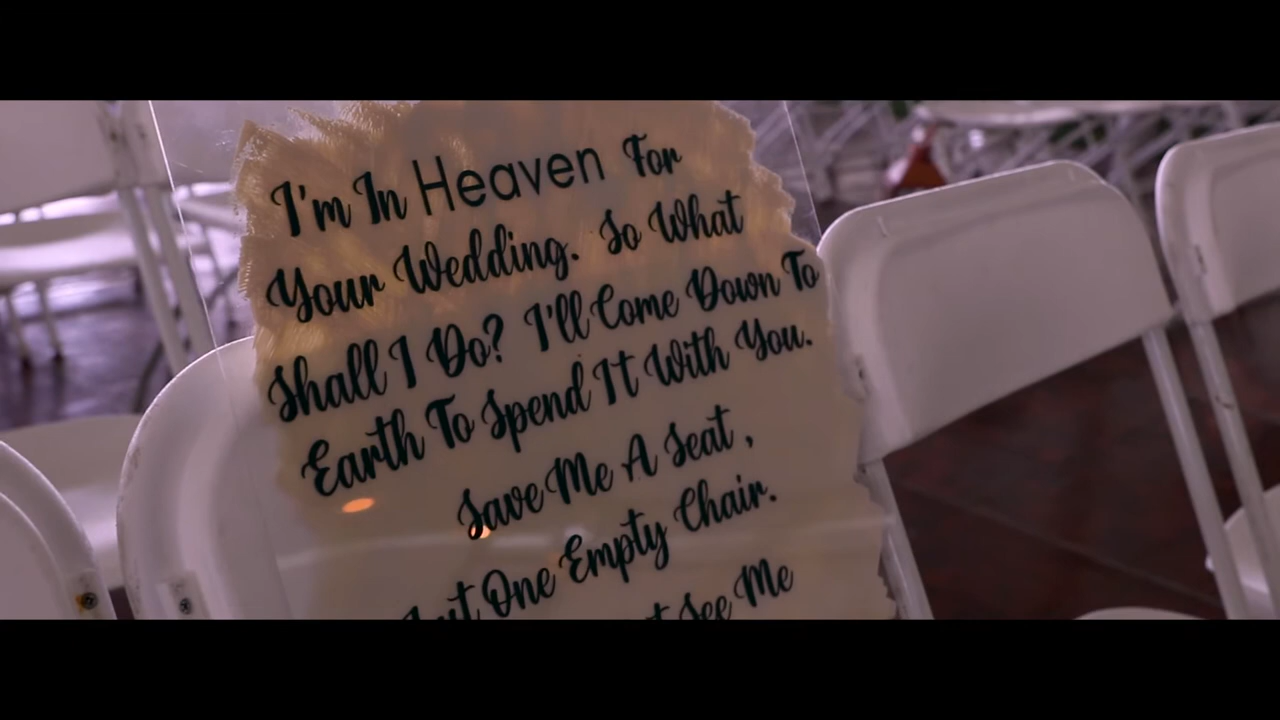 I'm In Heaven For
Your Wedding. So What
Shall I Do? I'll Come Down To
Earth To Spend It With You.
Save Me A Seat,
One Empty Chair.
See Me